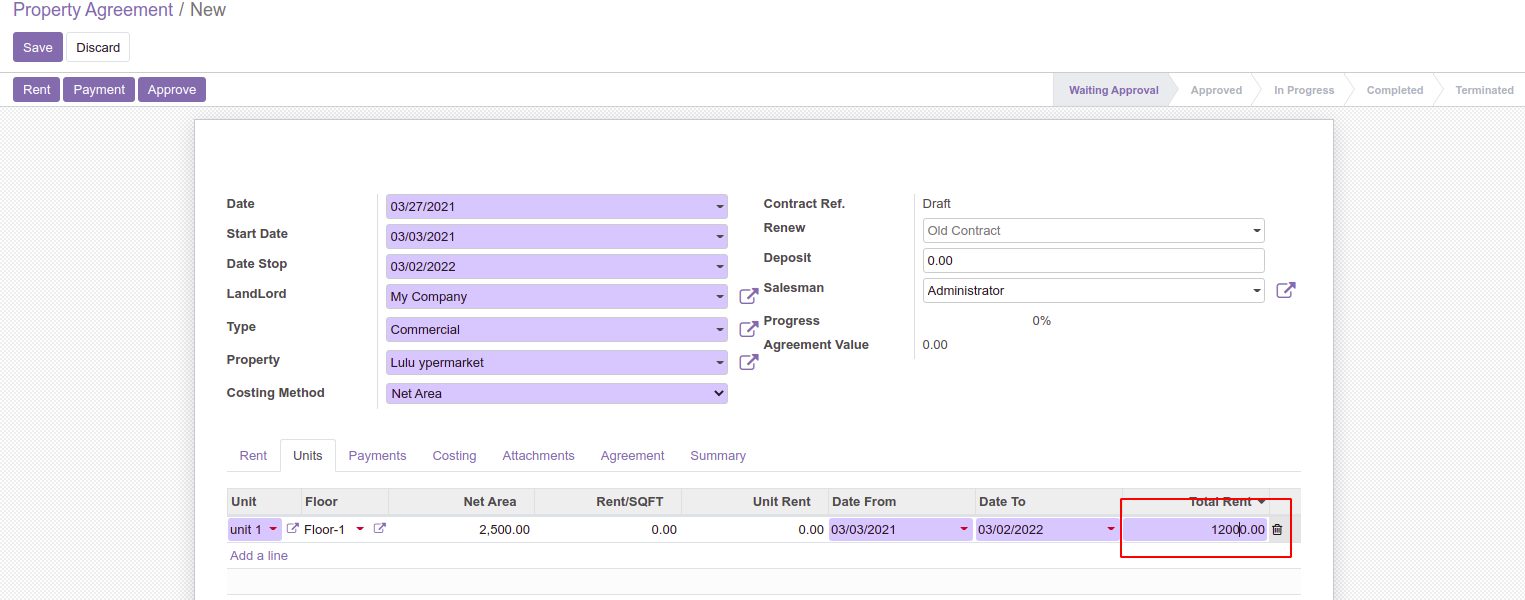 Property Agreement / New
Save Discard
Rent Payment Approve Waiting Approval Approved In Progress Completed Terminated
Date 03/27/2021 Contract Ref. Draft
Start Date 03/03/2021 Renew Old Contract
Date Stop 03/02/2022 Deposit 0.00
LandLord My Company Salesman Administrator
Type Commercial Progress 0%
Property Lulu ypermarket Agreement Value 0.00
Costing Method Net Area
Rent Units Payments Costing Attachments Agreement Summary
Unit Floor Net Area Rent/SQFT Unit Rent Date From Date To Total Rent
unit 1 Floor-1 2,500.00 0.00 0.00 03/03/2021 03/02/2022 12000.00
Add a line